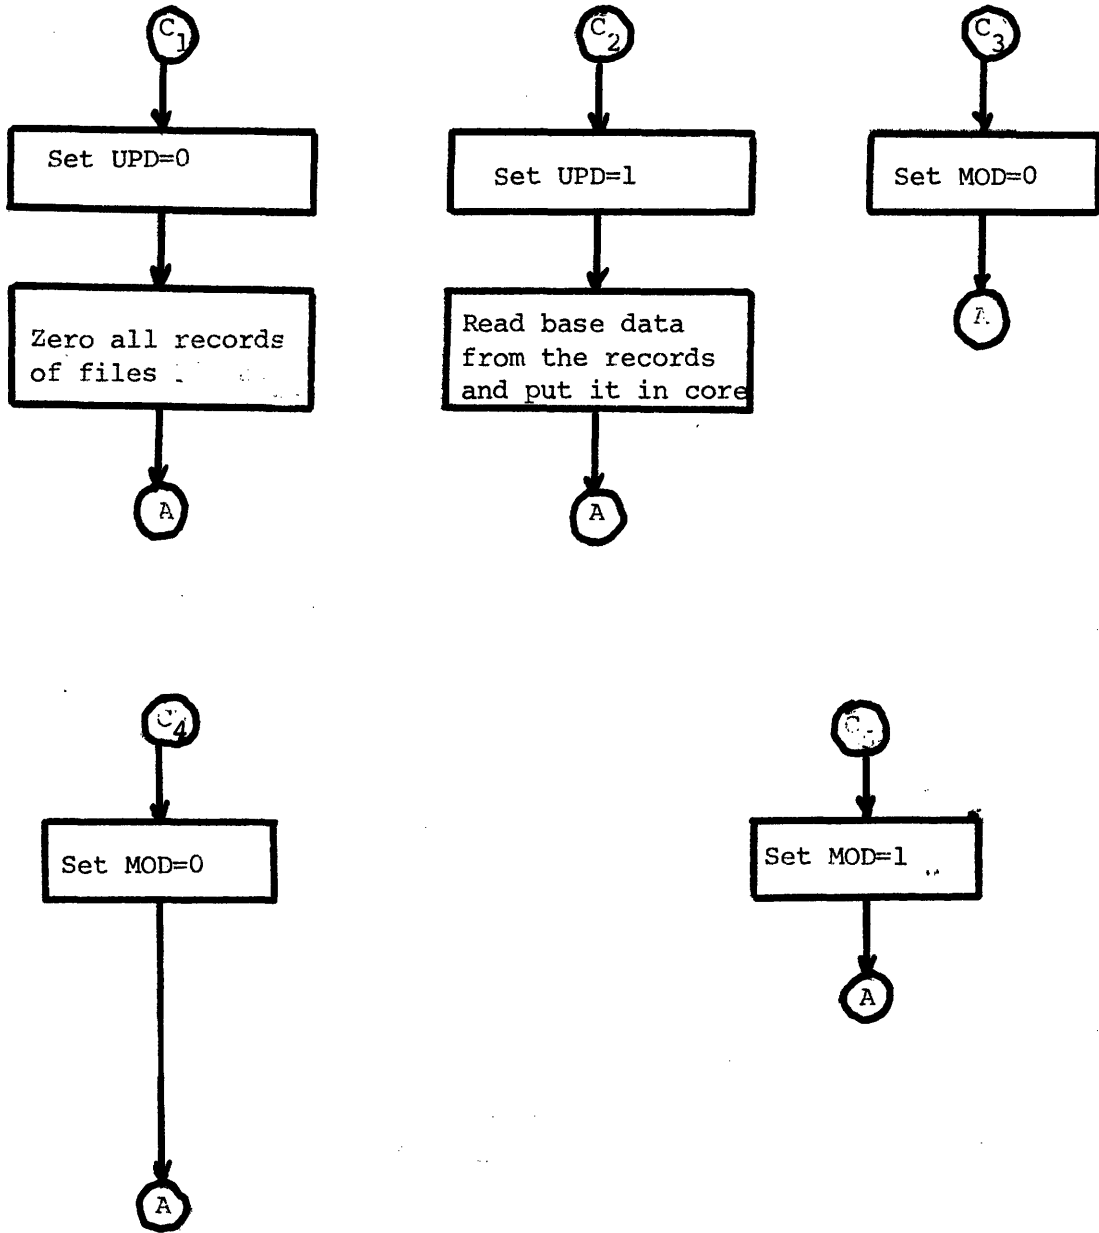 C1
C2
C3
Set UPD=0
Set UPD=1
Set MOD=0
Zero all records
of files
Read base data
from the records
and put it in core
A
A
A
C4
C5
Set MOD=0
Set MOD=1
A
A